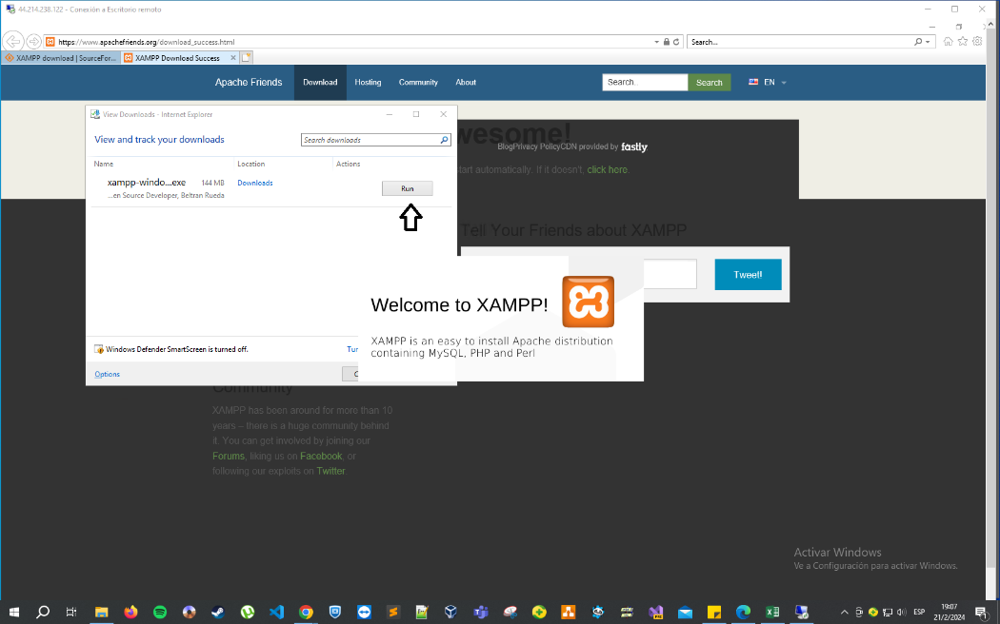 44.214.238.122 - Conexión a Escritorio remoto
https://www.apachefriends.org/download_success.html
Search...
XAMPP download | SourceFor...
XAMPP Download Success
Apache Friends
Download
Hosting
Community
About
Search..
Search
EN
View Downloads - Internet Explorer
View and track your downloads
Search downloads
Name
Location
Actions
xampp-windo...exe
144 MB
Downloads
Run
...en Source Developer, Beltran Rueda
Windows Defender SmartScreen is turned off.
Tur
Options
C
wesome!
BlogPrivacy PolicyCDN provided by fastly
start automatically. If it doesn't, click here.
Tell Your Friends about XAMPP
Tweet!
Welcome to XAMPP!
XAMPP is an easy to install Apache distribution
containing MySQL, PHP and Perl
Community
XAMPP has been around for more than 10
years – there is a huge community behind
it. You can get involved by joining our
Forums, liking us on Facebook, or
following our exploits on Twitter.
Activar Windows
Ve a Configuración para activar Windows.
ESP
19:07
21/2/2024